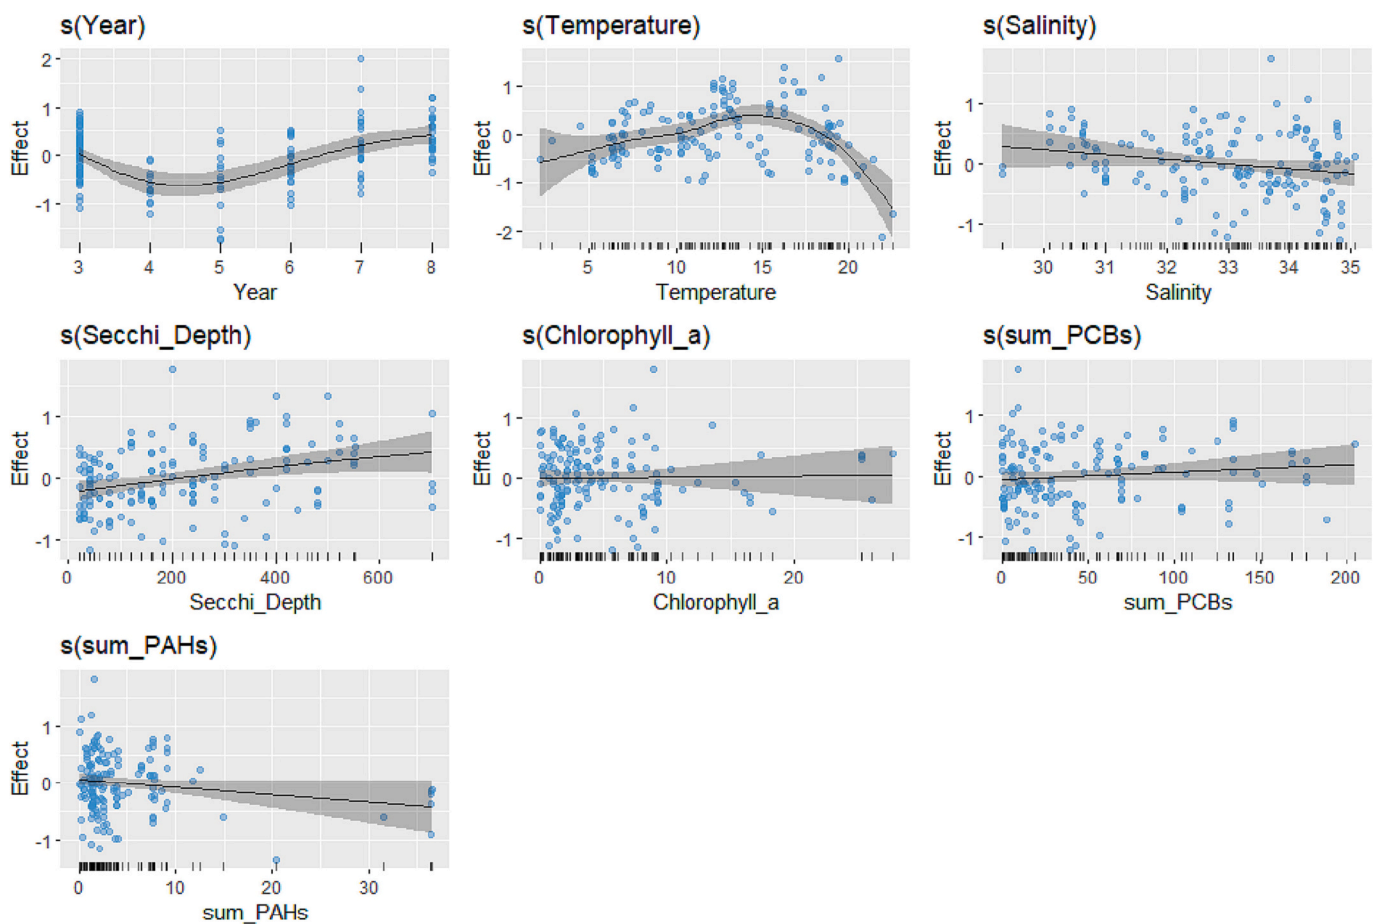 s(Year)
s(Temperature)
s(Salinity)
2
1
0
-1
Effect
3
4
5
6
7
8
Year
1
0
-1
-2
Effect
5
10
15
20
Temperature
1
0
-1
Effect
30
31
32
33
34
35
Salinity
s(Secchi_Depth)
s(Chlorophyll_a)
s(sum_PCBs)
1
0
-1
Effect
0
200
400
600
Secchi_Depth
1
0
-1
Effect
0
10
20
Chlorophyll_a
1
0
-1
Effect
0
50
100
150
200
sum_PCBs
s(sum_PAHs)
1
0
-1
Effect
0
10
20
30
sum_PAHs